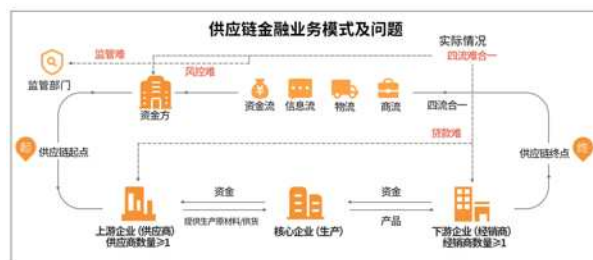 供应链金融业务模式及问题
实际情况
监管难
四流难合一
风控难
监管部门
资金方
资金流
信息流
物流
商流
四流合一
贷款难
起
供应链起点
供应链终点
终
资金
资金
提供生产原材料/供货
产品
上游企业(供应商)
供应商数量≥1
核心企业(生产)
下游企业(经销商)
经销商数量≥1